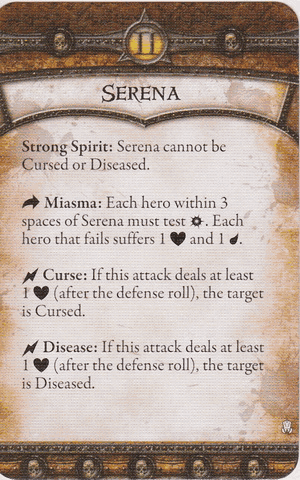 II
SERENA
Strong Spirit: Serena cannot be
Cursed or Diseased.
Miasma: Each hero within 3
spaces of Serena must test . Each
hero that fails suffers 1 and 1 .
Curse: If this attack deals at least
1 (after the defense roll), the target
is Cursed.
Disease: If this attack deals at least
1 (after the defense roll), the target
is Diseased.